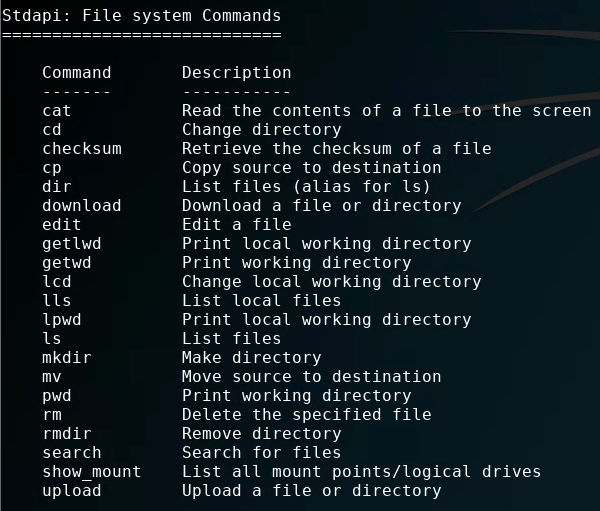 Stdapi: File system Commands
============================
Command Description
------- -----------
cat Read the contents of a file to the screen
cd Change directory
checksum Retrieve the checksum of a file
cp Copy source to destination
dir List files (alias for ls)
download Download a file or directory
edit Edit a file
getlwd Print local working directory
getwd Print working directory
lcd Change local working directory
lls List local files
lpwd Print local working directory
ls List files
mkdir Make directory
mv Move source to destination
pwd Print working directory
rm Delete the specified file
rmdir Remove directory
search Search for files
show_mount List all mount points/logical drives
upload Upload a file or directory